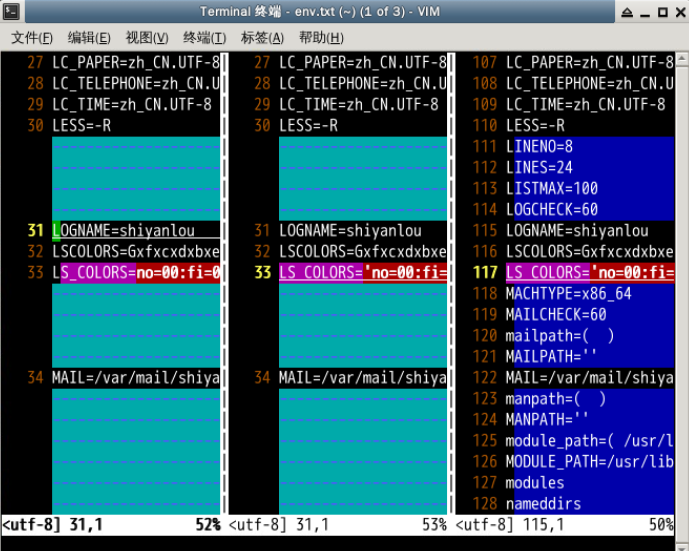 Terminal 终端 - env.txt (~) (1 of 3) - VIM
文件(F) 编辑(E) 视图(V) 终端(T) 标签(A) 帮助(H)
27 LC_PAPER=zh_CN.UTF-8
28 LC_TELEPHONE=zh_CN.U
29 LC_TIME=zh_CN.UTF-8
30 LESS=-R
31 LOGNAME=shiyanlou
32 LSCOLORS=Gxfxcxdxbxe
33 LS_COLORS=no=00:fi=0
34 MAIL=/var/mail/shiya
<utf-8] 31,1 52%
27 LC_PAPER=zh_CN.UTF-8
28 LC_TELEPHONE=zh_CN.U
29 LC_TIME=zh_CN.UTF-8
30 LESS=-R
31 LOGNAME=shiyanlou
32 LSCOLORS=Gxfxcxdxbxe
33 LS_COLORS='no=00:fi=
34 MAIL=/var/mail/shiya
<utf-8] 31,1 53%
107 LC_PAPER=zh_CN.UTF-8
108 LC_TELEPHONE=zh_CN.U
109 LC_TIME=zh_CN.UTF-8
110 LESS=-R
111 LINENO=8
112 LINES=24
113 LISTMAX=100
114 LOGCHECK=60
115 LOGNAME=shiyanlou
116 LSCOLORS=Gxfxcxdxbxe
117 LS_COLORS='no=00:fi=
118 MACHTYPE=x86_64
119 MAILCHECK=60
120 mailpath=( )
121 MAILPATH=''
122 MAIL=/var/mail/shiya
123 manpath=( )
124 MANPATH=''
125 module_path=( /usr/l
126 MODULE_PATH=/usr/lib
127 modules
128 nameddirs
<utf-8] 115,1 50%